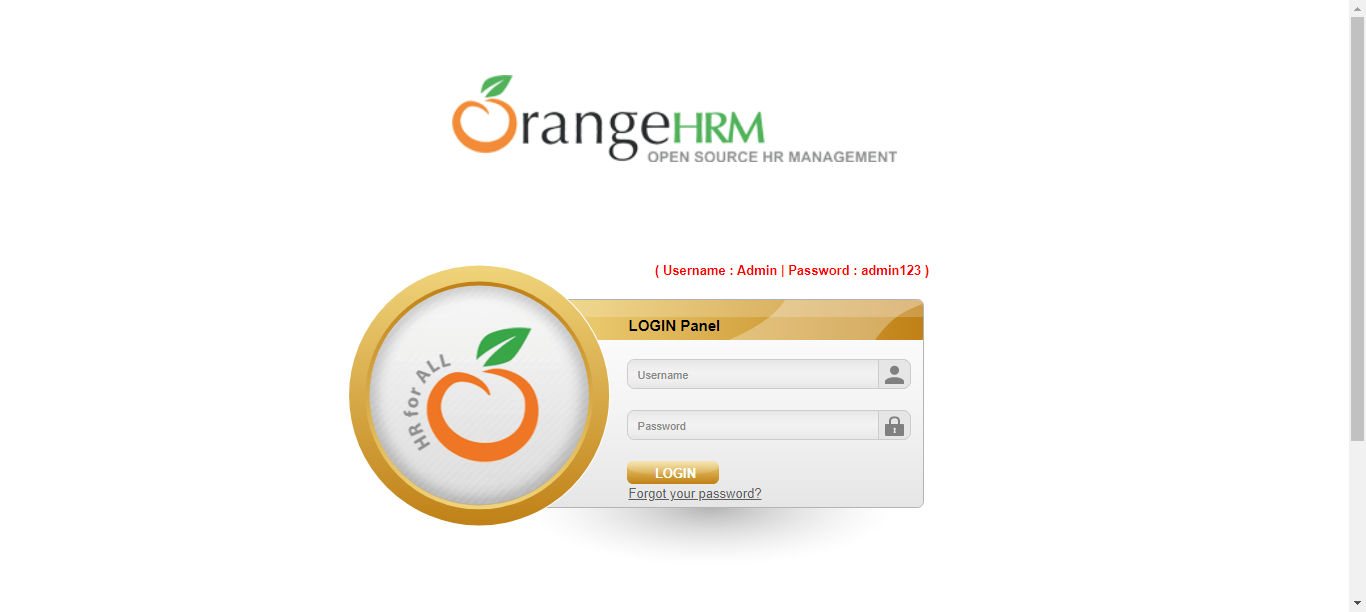 OrangeHRM
OPEN SOURCE HR MANAGEMENT
( Username : Admin | Password : admin123 )
LOGIN Panel
HR for ALL
Username
Password
LOGIN
Forgot your password?